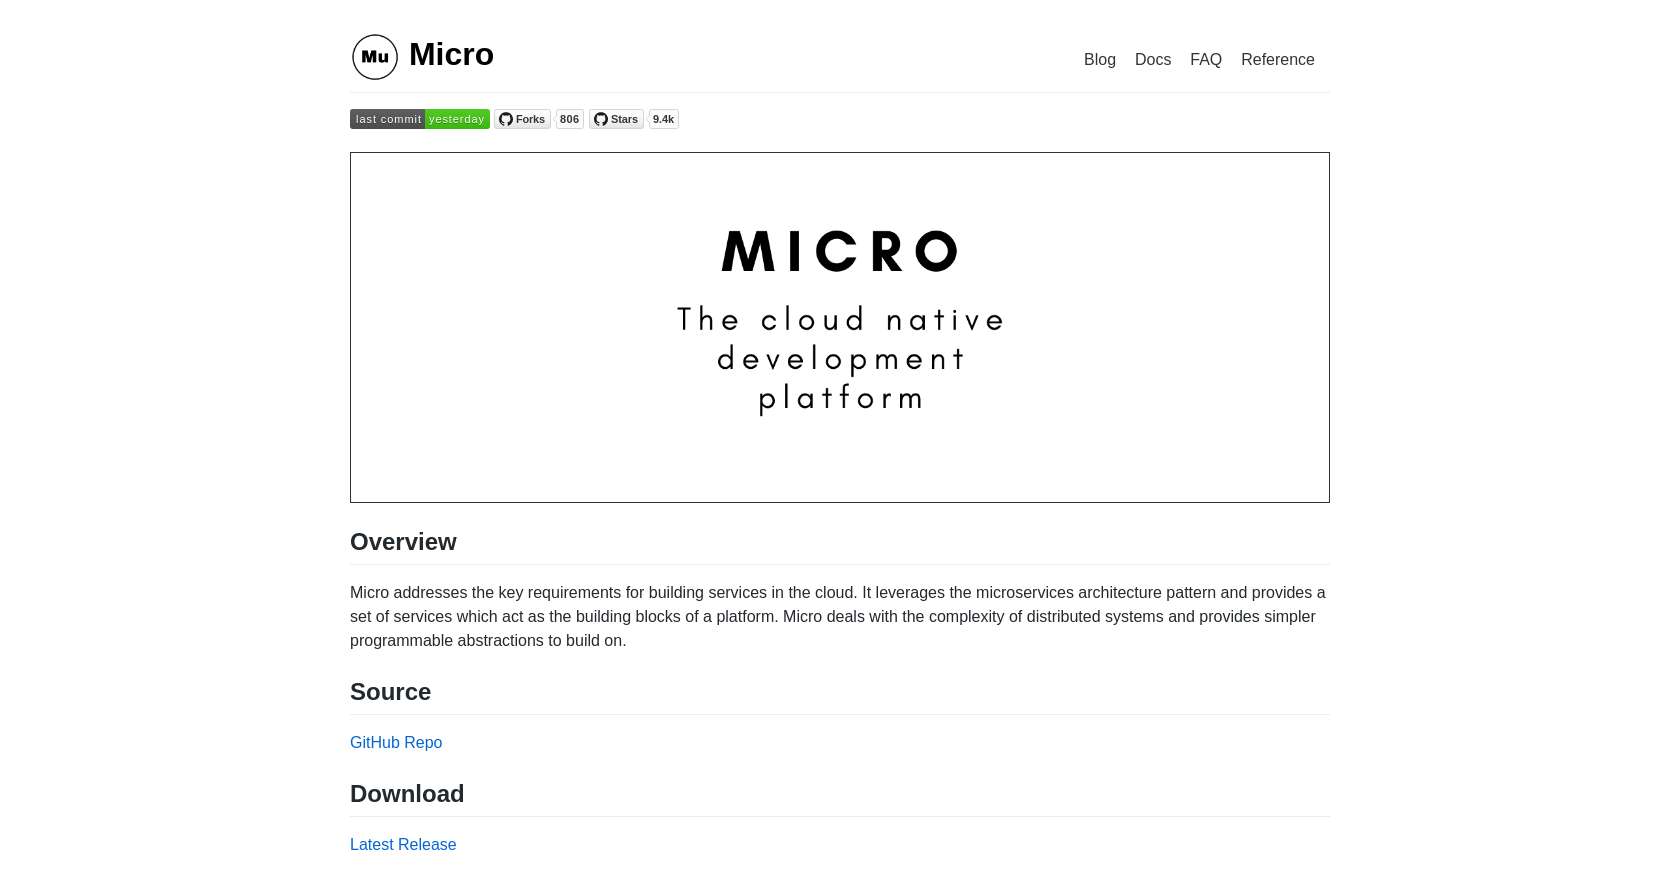 Mu Micro
Blog Docs FAQ Reference
last commit yesterday Forks 806 Stars 9.4k
MICRO
The cloud native
development
platform
Overview
Micro addresses the key requirements for building services in the cloud. It leverages the microservices architecture pattern and provides a
set of services which act as the building blocks of a platform. Micro deals with the complexity of distributed systems and provides simpler
programmable abstractions to build on.
Source
GitHub Repo
Download
Latest Release